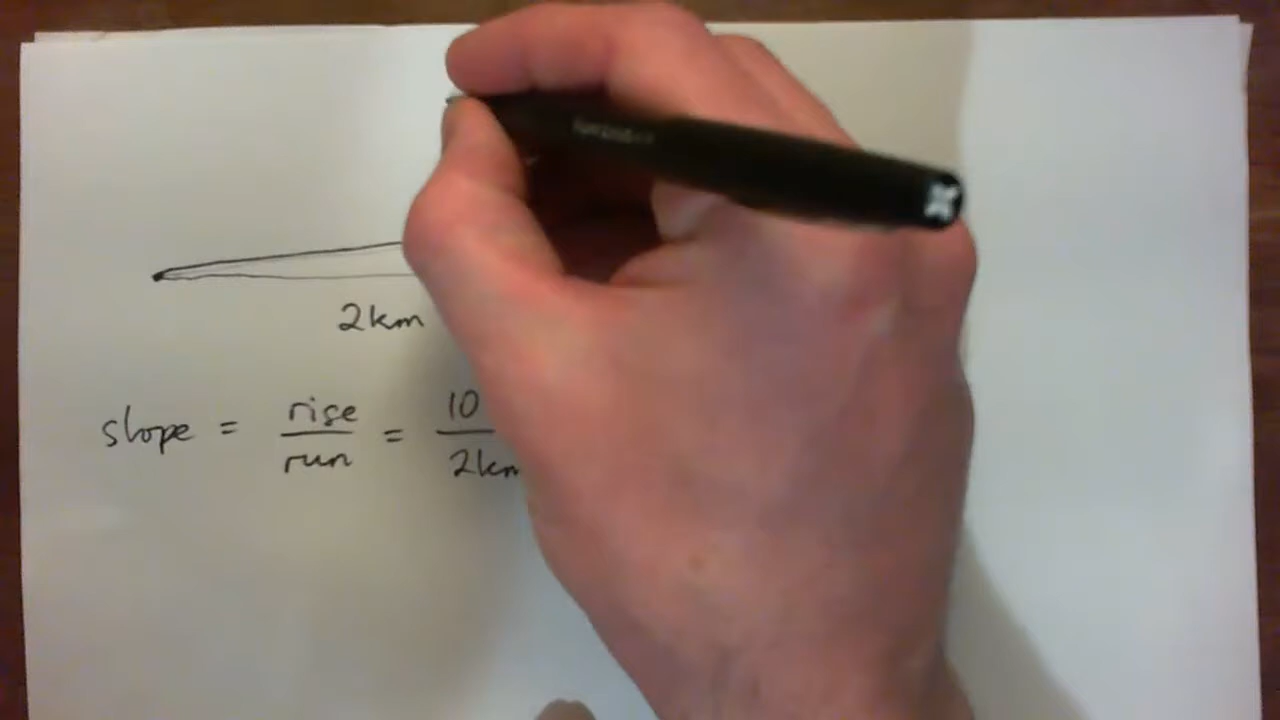 2km
slope = rise/run = 10/2km